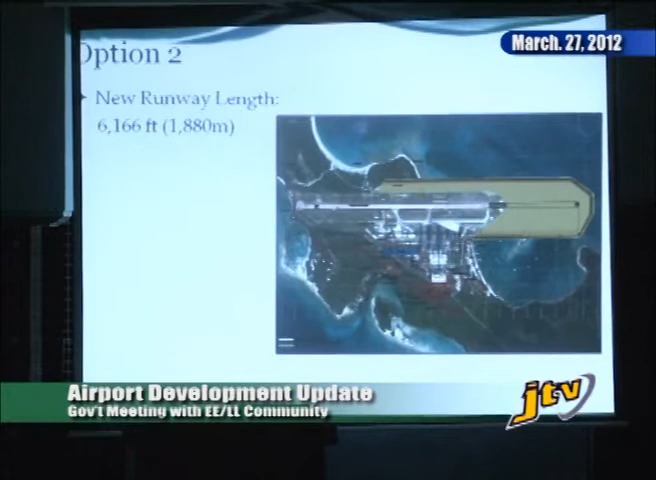 Option 2
March. 27, 2012
New Runway Length:
6,166 ft (1,880m)
Airport Development Update
Gov't Meeting with EE/LL Community
jtv